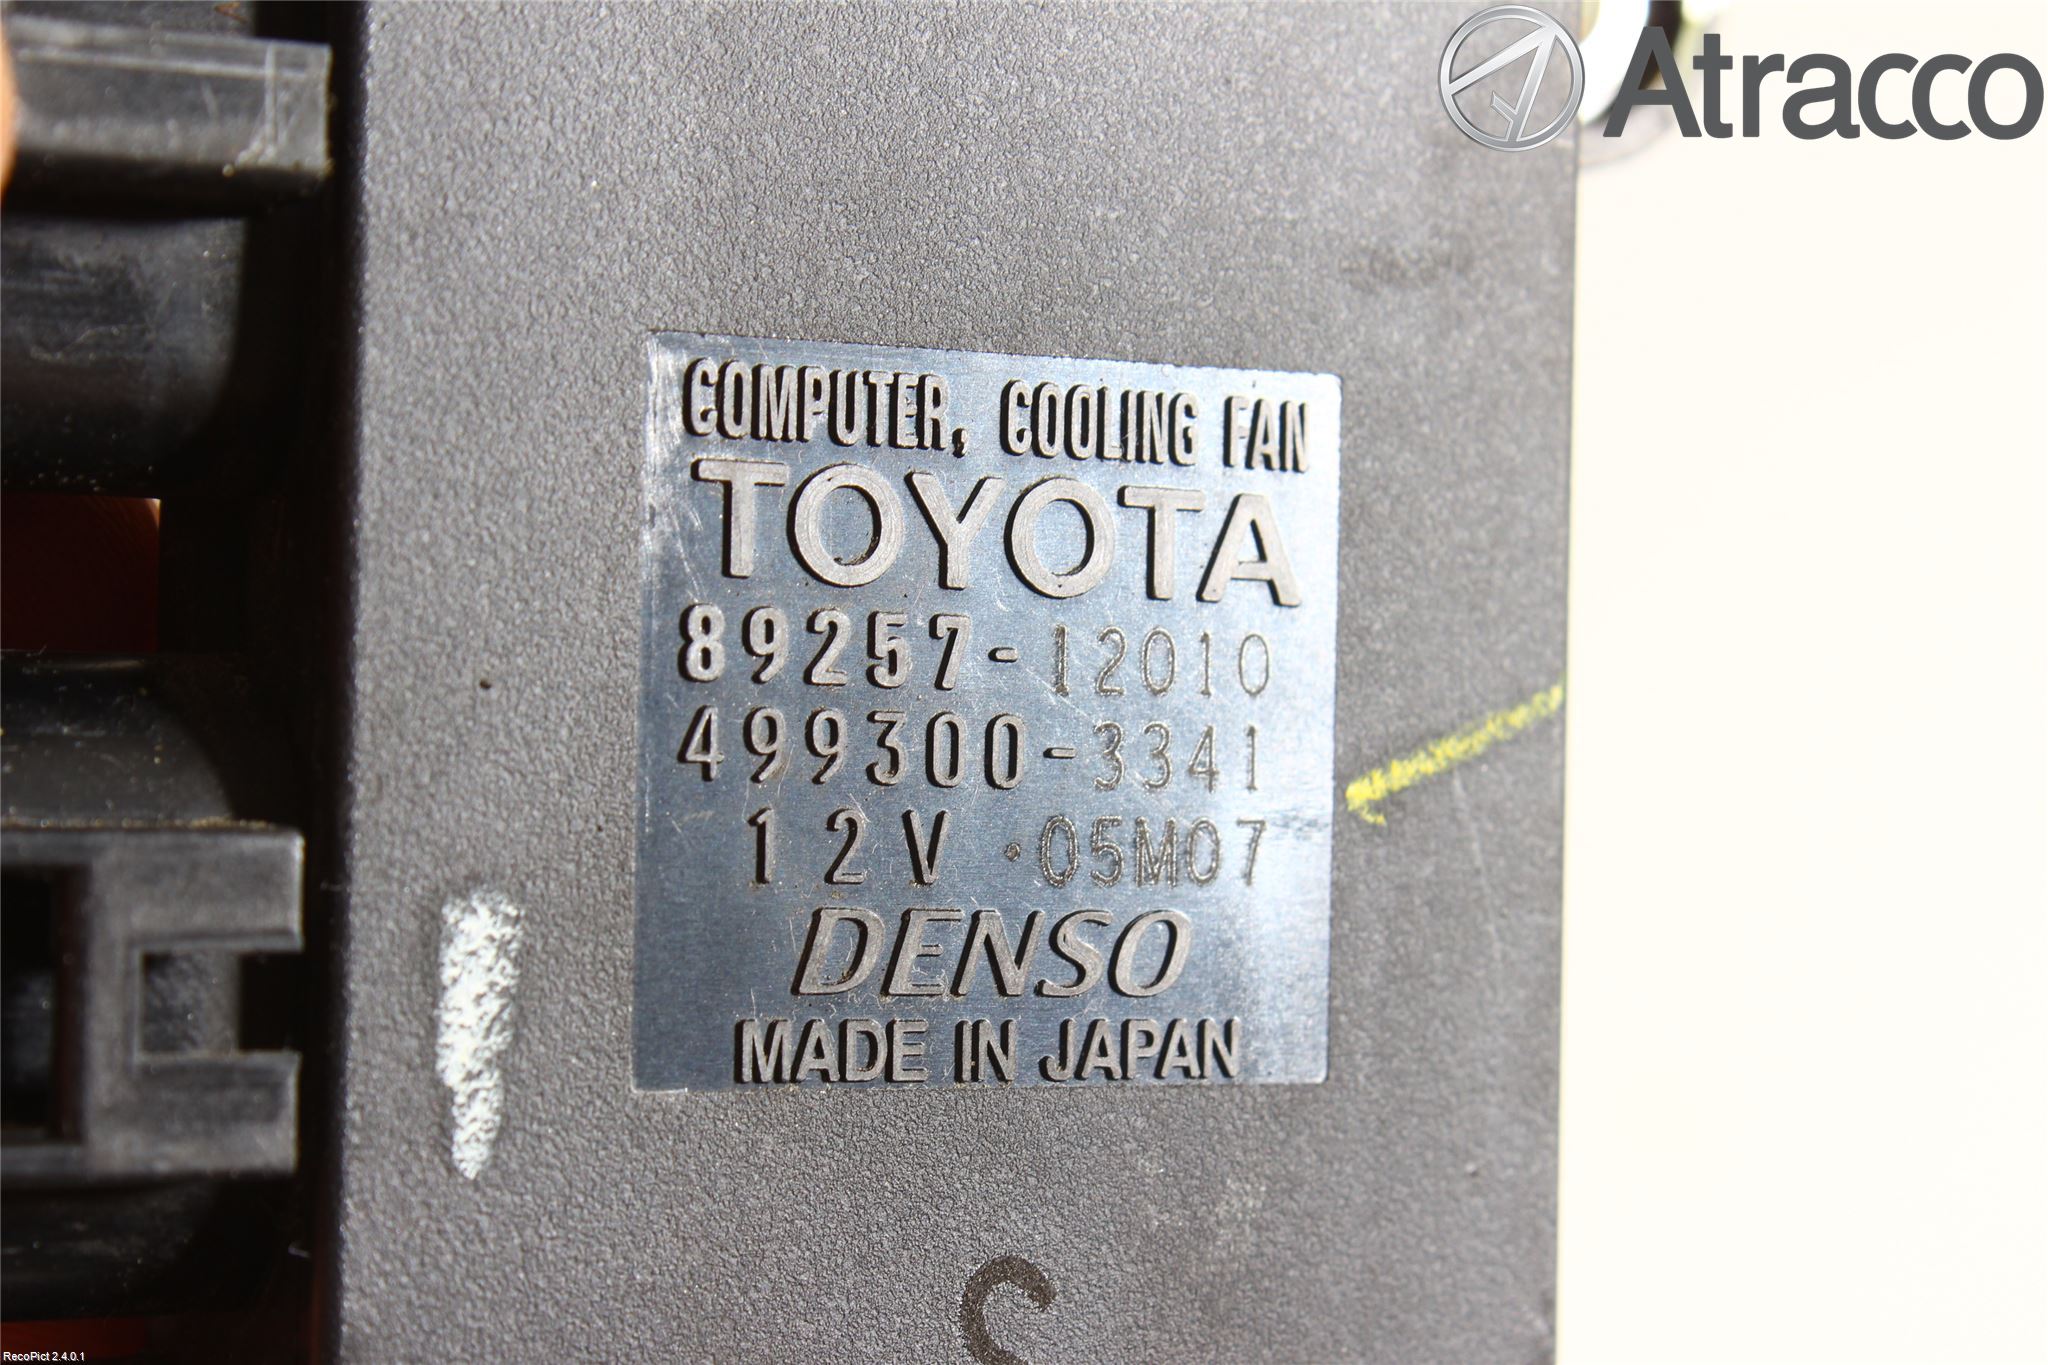 Atracco
COMPUTER, COOLING FAN
TOYOTA
89257-12010
499300-3341
12V ·05M07
DENSO
MADE IN JAPAN
RecoPict 2.4.0.1